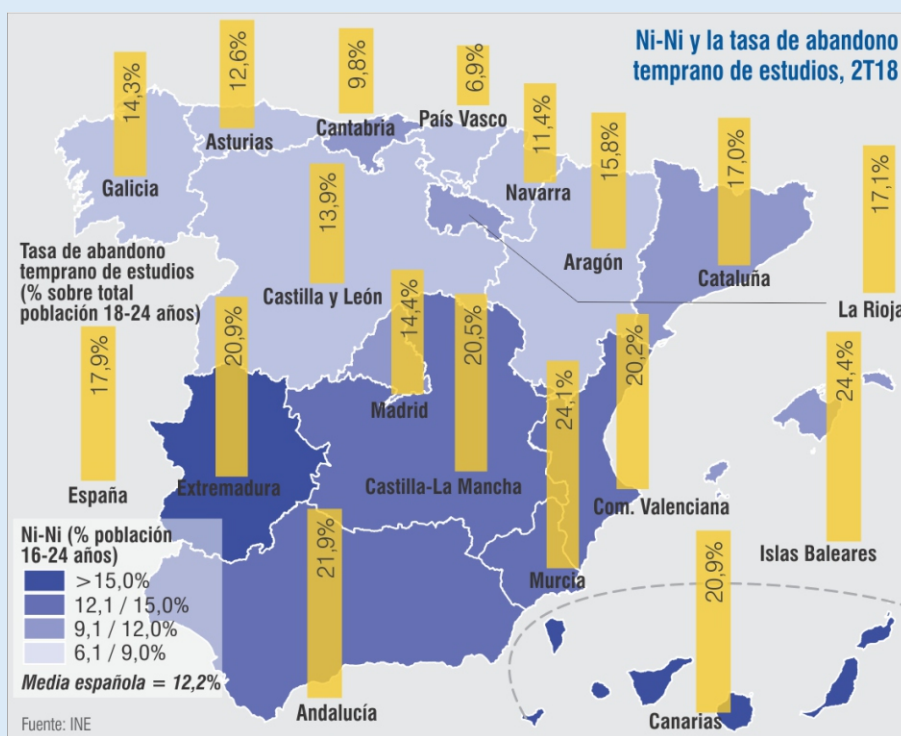 Ni-Ni y la tasa de abandono
temprano de estudios, 2T18
14,3%
Galicia
12,6%
Asturias
9,8%
Cantabria
6,9%
País Vasco
11,4%
Navarra
15,8%
Aragón
17,0%
Cataluña
17,1%
La Rioja
13,9%
Castilla y León
Tasa de abandono
temprano de estudios
(% sobre total
población 18-24 años)
17,9%
España
20,9%
Extremadura
14,4%
Madrid
20,5%
Castilla-La Mancha
24,1%
Murcia
20,2%
Com. Valenciana
24,4%
Islas Baleares
21,9%
Andalucía
20,9%
Canarias
Ni-Ni (% población
16-24 años)
>15,0%
12,1 / 15,0%
9,1 / 12,0%
6,1 / 9,0%
Media española = 12,2%
Fuente: INE